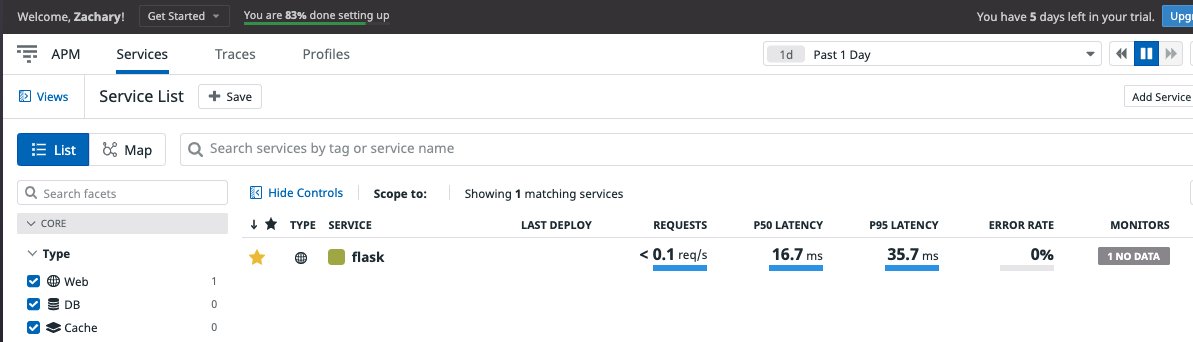 Welcome, Zachary! Get Started You are 83% done setting up You have 5 days left in your trial.
APM Services Traces Profiles 1d Past 1 Day
Views Service List + Save Add Service
List Map Search services by tag or service name
Search facets Hide Controls Scope to: Showing 1 matching services
CORE TYPE SERVICE LAST DEPLOY REQUESTS P50 LATENCY P95 LATENCY ERROR RATE MONITORS
Type flask < 0.1 req/s 16.7 ms 35.7 ms 0% 1 NO DATA
Web 1
DB 0
Cache 0